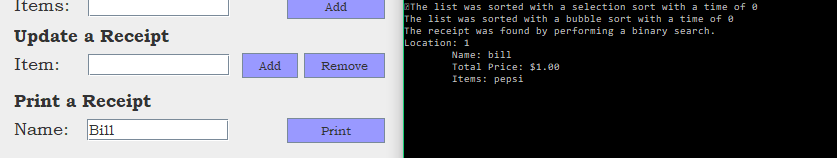 Items:
Add
Update a Receipt
Item:
Add
Remove
Print a Receipt
Name:
Bill
Print
The list was sorted with a selection sort with a time of 0
The list was sorted with a bubble sort with a time of 0
The receipt was found by performing a binary search.
Location: 1
Name: bill
Total Price: $1.00
Items: pepsi